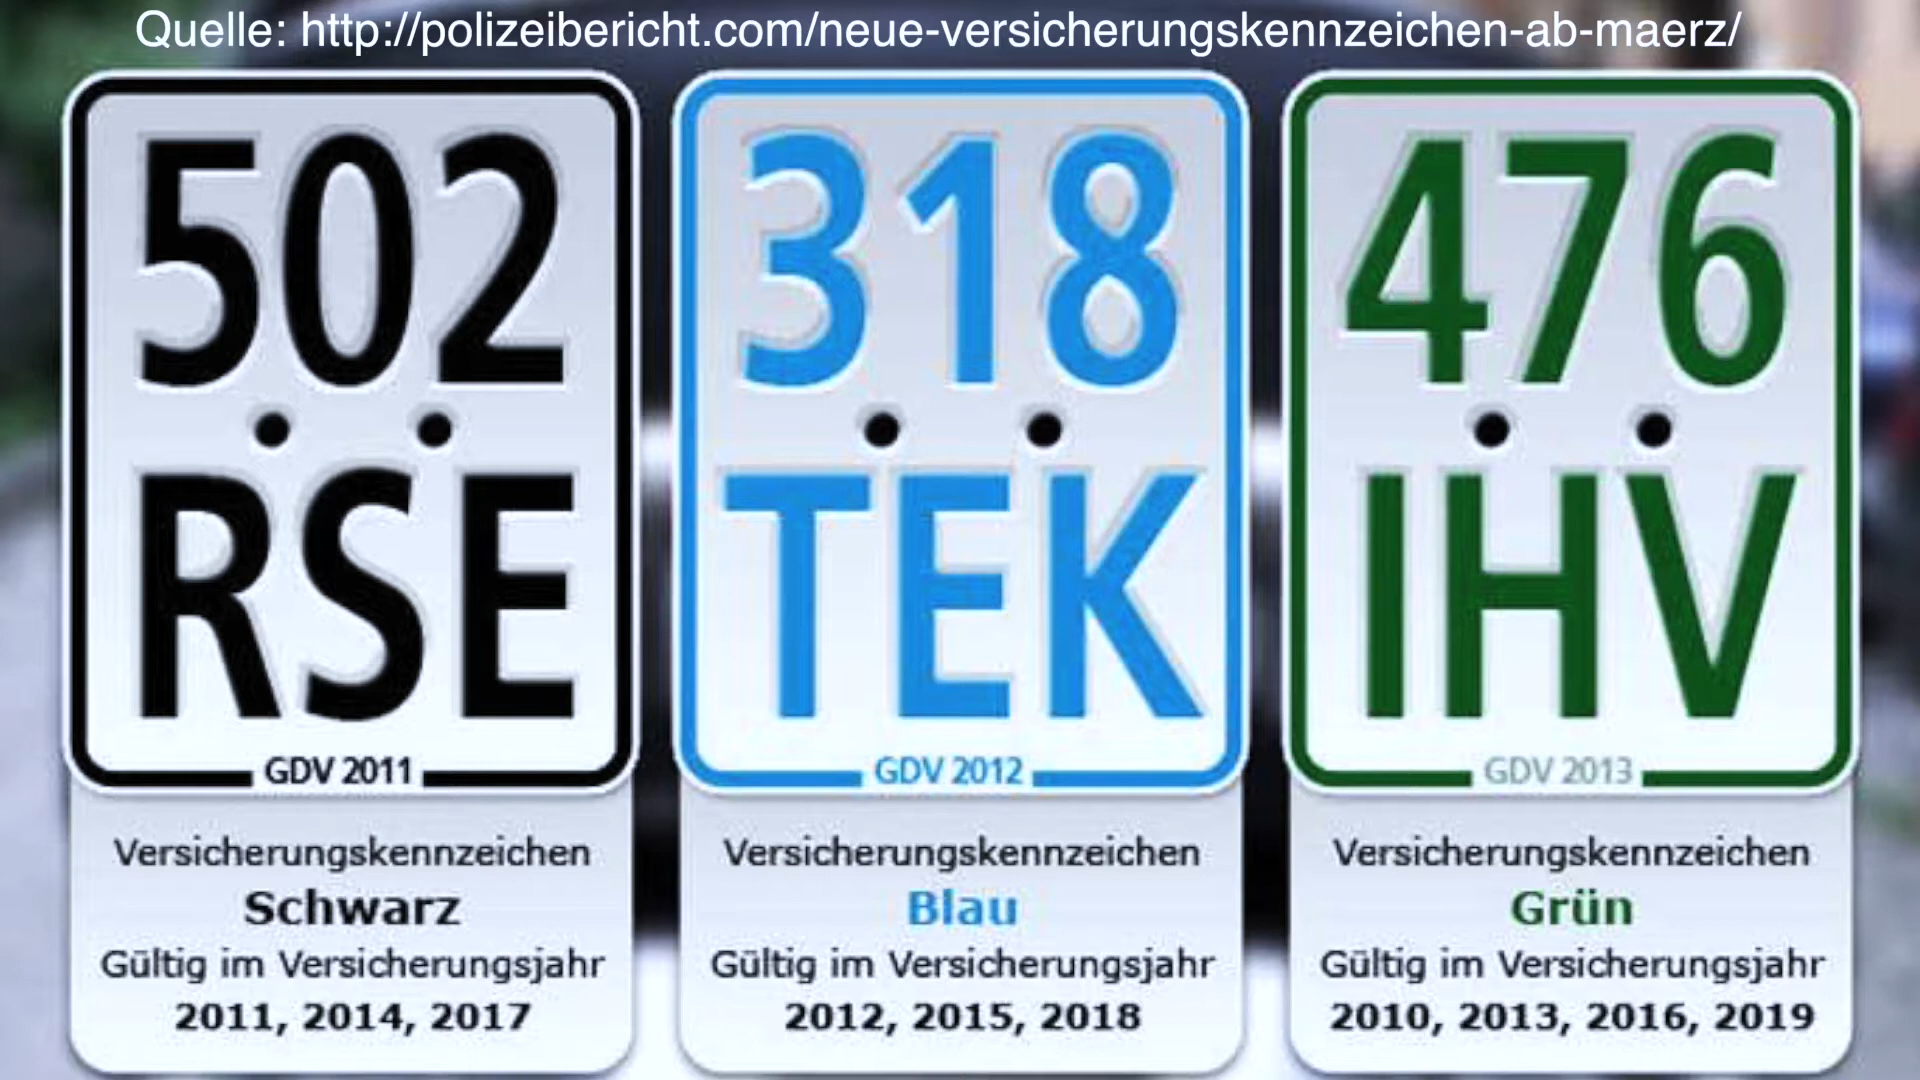 Quelle: http://polizeibericht.com/neue-versicherungskennzeichen-ab-maerz/
502
RSE
GDV 2011
Versicherungskennzeichen
Schwarz
Gültig im Versicherungsjahr
2011, 2014, 2017
318
TEK
GDV 2012
Versicherungskennzeichen
Blau
Gültig im Versicherungsjahr
2012, 2015, 2018
476
IHV
GDV 2013
Versicherungskennzeichen
Grün
Gültig im Versicherungsjahr
2010, 2013, 2016, 2019